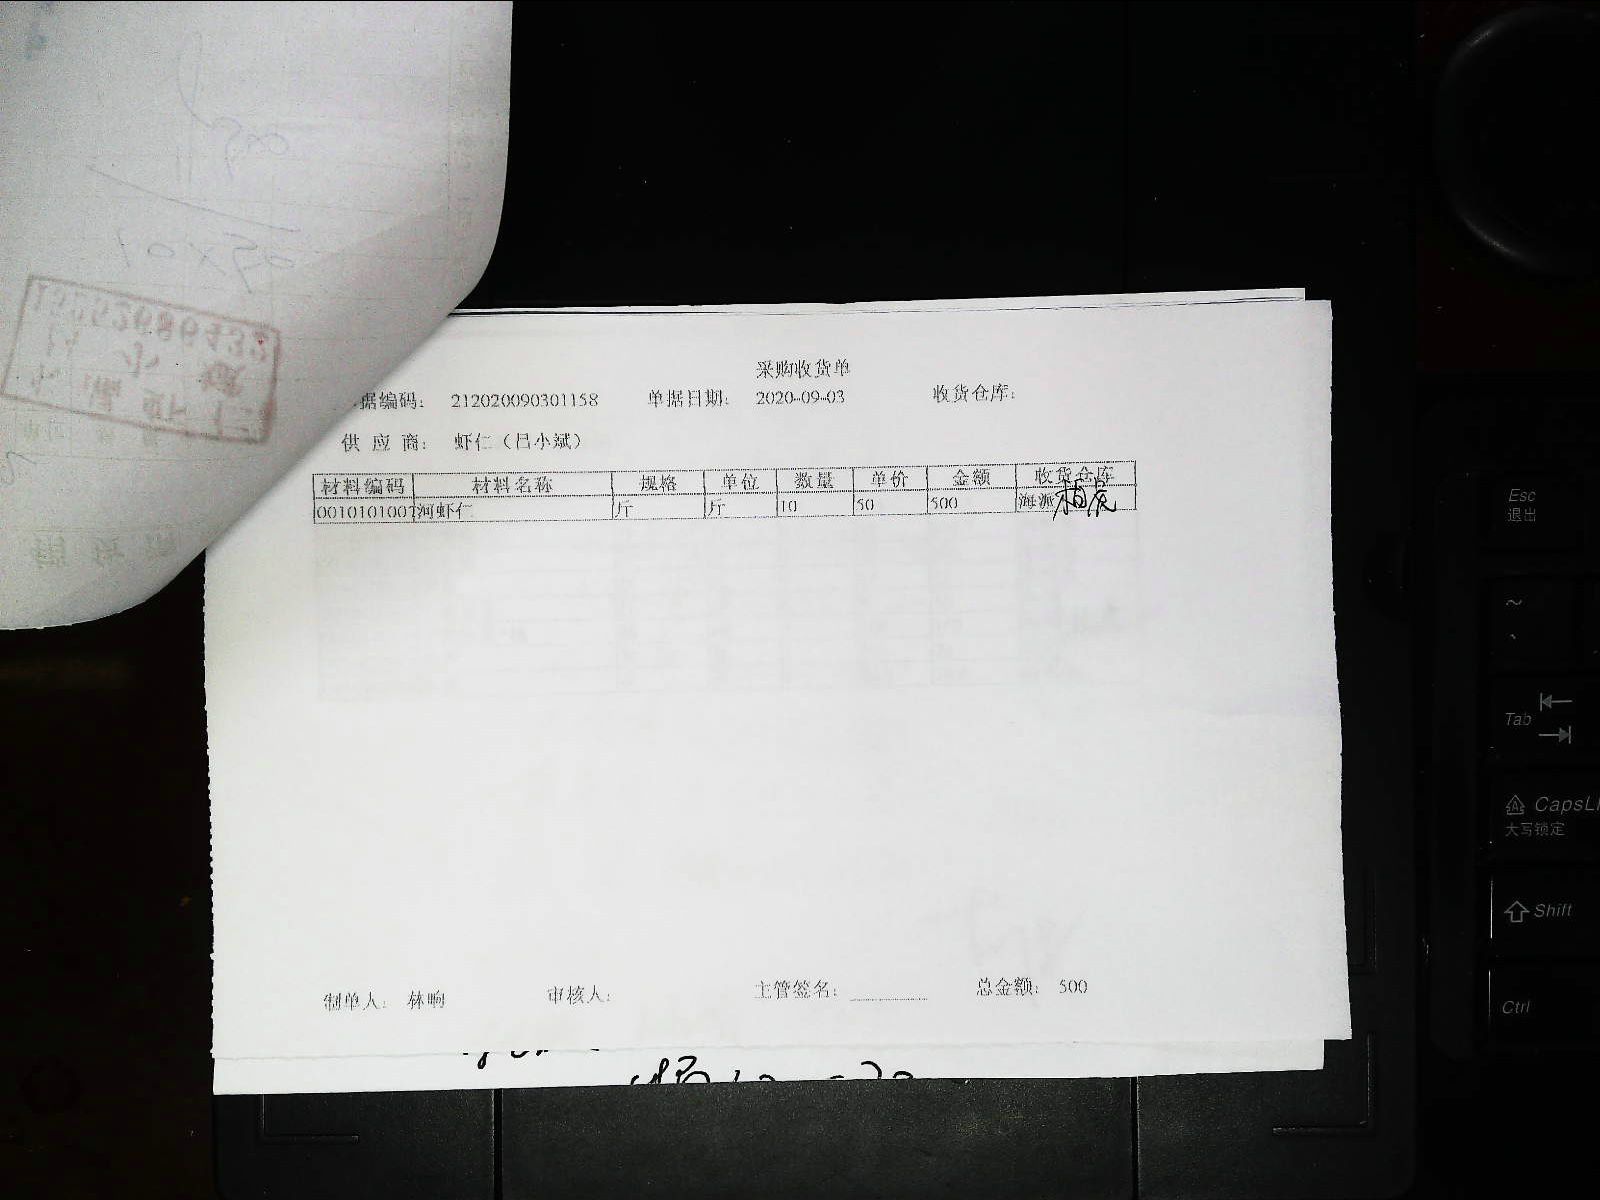 采购收货单
据编码： 212020090301158 单据日期： 2020-09-03 收货仓库：
供 应 商： 虾仁（吕小斌）
材料编码 材料名称 规格 单位 数量 单价 金额 收货仓库
0010101007 河虾仁 斤 斤 10 50 500 海派
制单人： 林响 审核人： 主管签名： 总金额： 500
Esc
退出
~
Tab
CapsL
大写锁定
Shift
Ctrl